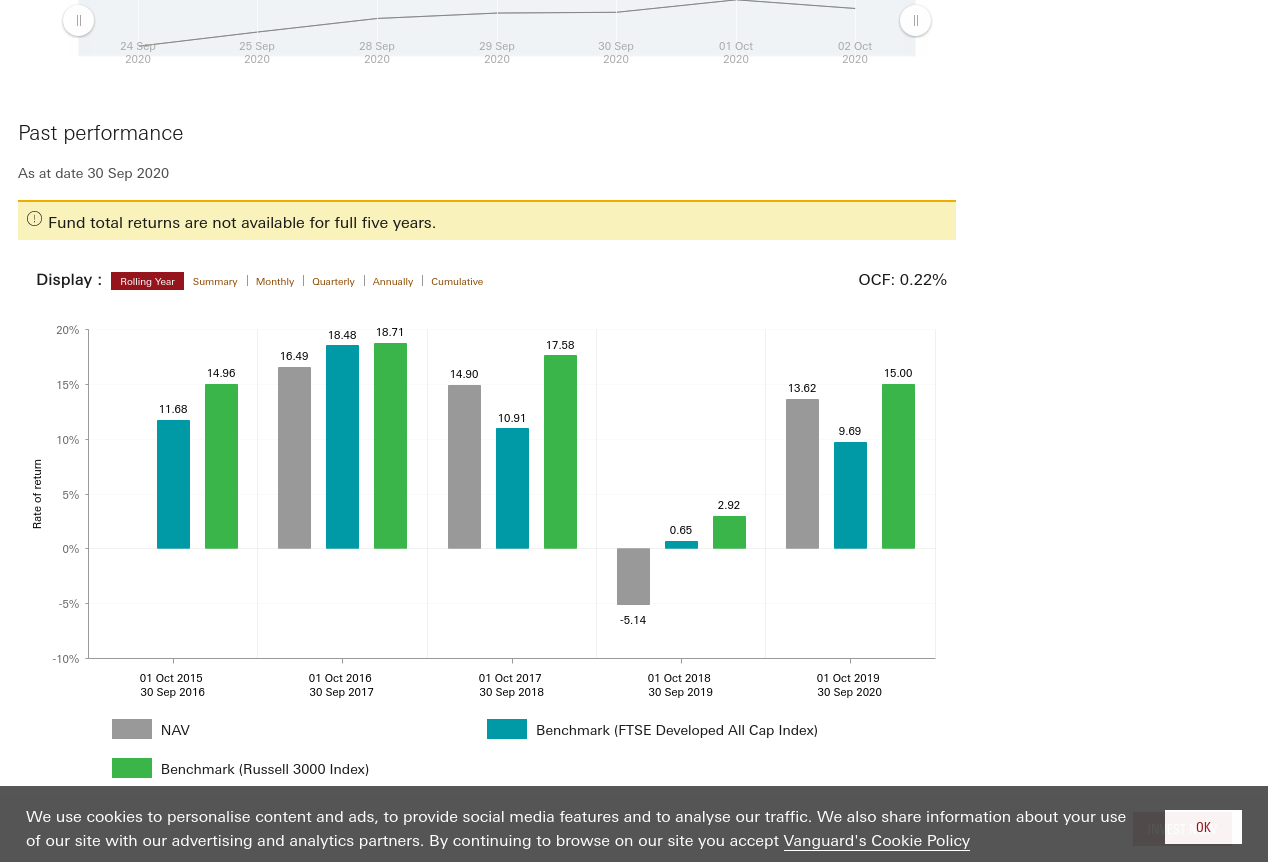 24 Sep 2020
25 Sep 2020
28 Sep 2020
29 Sep 2020
30 Sep 2020
01 Oct 2020
02 Oct 2020
Past performance
As at date 30 Sep 2020
Fund total returns are not available for full five years.
Display :
Rolling Year
Summary
Monthly
Quarterly
Annually
Cumulative
OCF: 0.22%
Rate of return
20%
15%
10%
5%
0%
-5%
-10%
11.68
14.96
16.49
18.48
18.71
14.90
10.91
17.58
-5.14
0.65
2.92
13.62
9.69
15.00
01 Oct 2015
30 Sep 2016
01 Oct 2016
30 Sep 2017
01 Oct 2017
30 Sep 2018
01 Oct 2018
30 Sep 2019
01 Oct 2019
30 Sep 2020
NAV
Benchmark (FTSE Developed All Cap Index)
Benchmark (Russell 3000 Index)
We use cookies to personalise content and ads, to provide social media features and to analyse our traffic. We also share information about your use
of our site with our advertising and analytics partners. By continuing to browse on our site you accept Vanguard's Cookie Policy
OK